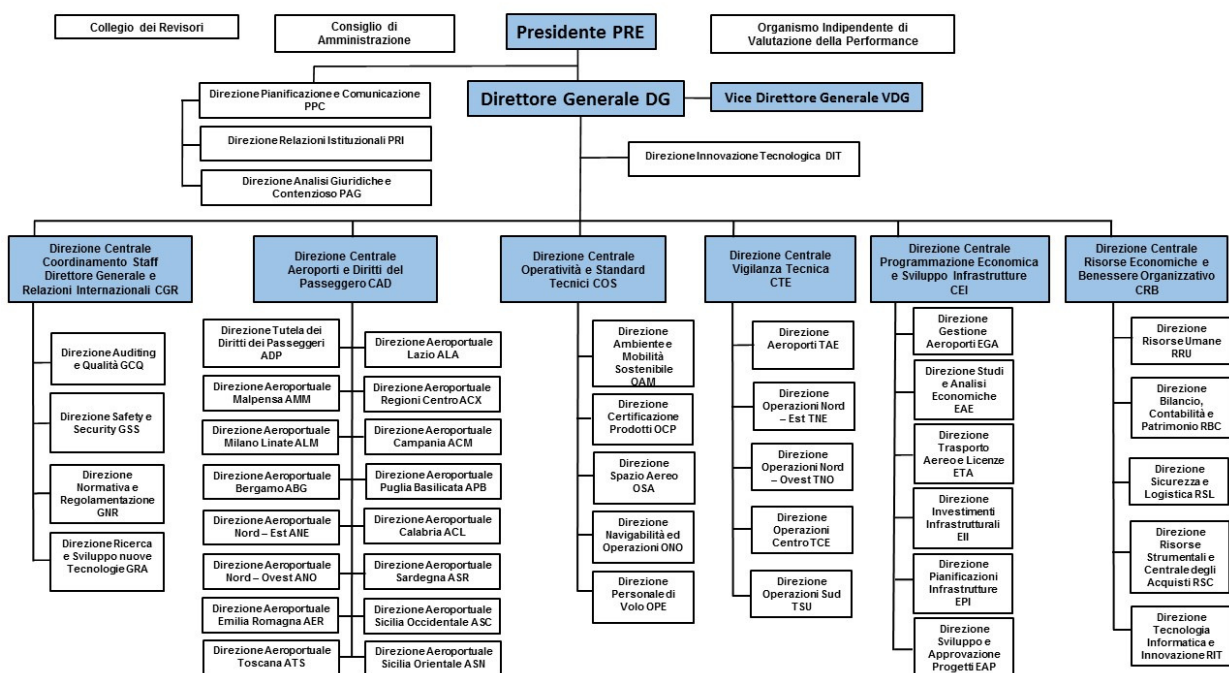 Collegio dei Revisori
Consiglio di
Amministrazione
Presidente PRE
Organismo Indipendente di
Valutazione della Performance
Direzione Pianificazione e Comunicazione
PPC
Direttore Generale DG
Vice Direttore Generale VDG
Direzione Relazioni Istituzionali PRI
Direzione Innovazione Tecnologica DIT
Direzione Analisi Giuridiche e
Contenzioso PAG
Direzione Centrale
Coordinamento Staff
Direttore Generale e
Relazioni Internazionali CGR
Direzione Auditing
e Qualità GCQ
Direzione Safety e
Security GSS
Direzione
Normativa e
Regolamentazione
GNR
Direzione Ricerca
e Sviluppo nuove
Tecnologie GRA
Direzione Centrale
Aeroporti e Diritti del
Passeggero CAD
Direzione Tutela dei
Diritti dei Passeggeri
ADP
Direzione Aeroportuale
Malpensa AMM
Direzione Aeroportuale
Milano Linate ALM
Direzione Aeroportuale
Bergamo ABG
Direzione Aeroportuale
Nord – Est ANE
Direzione Aeroportuale
Nord – Ovest ANO
Direzione Aeroportuale
Emilia Romagna AER
Direzione Aeroportuale
Toscana ATS
Direzione Aeroportuale
Lazio ALA
Direzione Aeroportuale
Regioni Centro ACX
Direzione Aeroportuale
Campania ACM
Direzione Aeroportuale
Puglia Basilicata APB
Direzione Aeroportuale
Calabria ACL
Direzione Aeroportuale
Sardegna ASR
Direzione Aeroportuale
Sicilia Occidentale ASC
Direzione Aeroportuale
Sicilia Orientale ASN
Direzione Centrale
Operatività e Standard
Tecnici COS
Direzione
Ambiente e
Mobilità
Sostenibile
OAM
Direzione
Certificazione
Prodotti OCP
Direzione
Spazio Aereo
OSA
Direzione
Navigabilità ed
Operazioni ONO
Direzione
Personale di
Volo OPE
Direzione Centrale
Vigilanza Tecnica
CTE
Direzione
Aeroporti TAE
Direzione
Operazioni Nord
– Est TNE
Direzione
Operazioni Nord
– Ovest TNO
Direzione
Operazioni
Centro TCE
Direzione
Operazioni Sud
TSU
Direzione Centrale
Programmazione Economica
e Sviluppo Infrastrutture
CEI
Direzione
Gestione
Aeroporti EGA
Direzione Studi
e Analisi
Economiche
EAE
Direzione
Trasporto
Aereo e Licenze
ETA
Direzione
Investimenti
Infrastrutturali
EII
Direzione
Pianificazioni
Infrastrutture
EPI
Direzione
Sviluppo e
Approvazione
Progetti EAP
Direzione Centrale
Risorse Economiche e
Benessere Organizzativo
CRB
Direzione
Risorse Umane
RRU
Direzione
Bilancio,
Contabilità e
Patrimonio RBC
Direzione
Sicurezza e
Logistica RSL
Direzione
Risorse
Strumentali e
Centrale degli
Acquisti RSC
Direzione
Tecnologia
Informatica e
Innovazione RIT